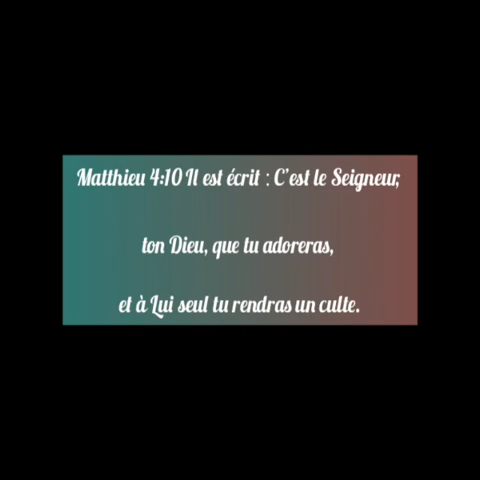 Matthieu 4:10 Il est écrit : C'est le Seigneur,
ton Dieu, que tu adoreras,
et à Lui seul tu rendras un culte.